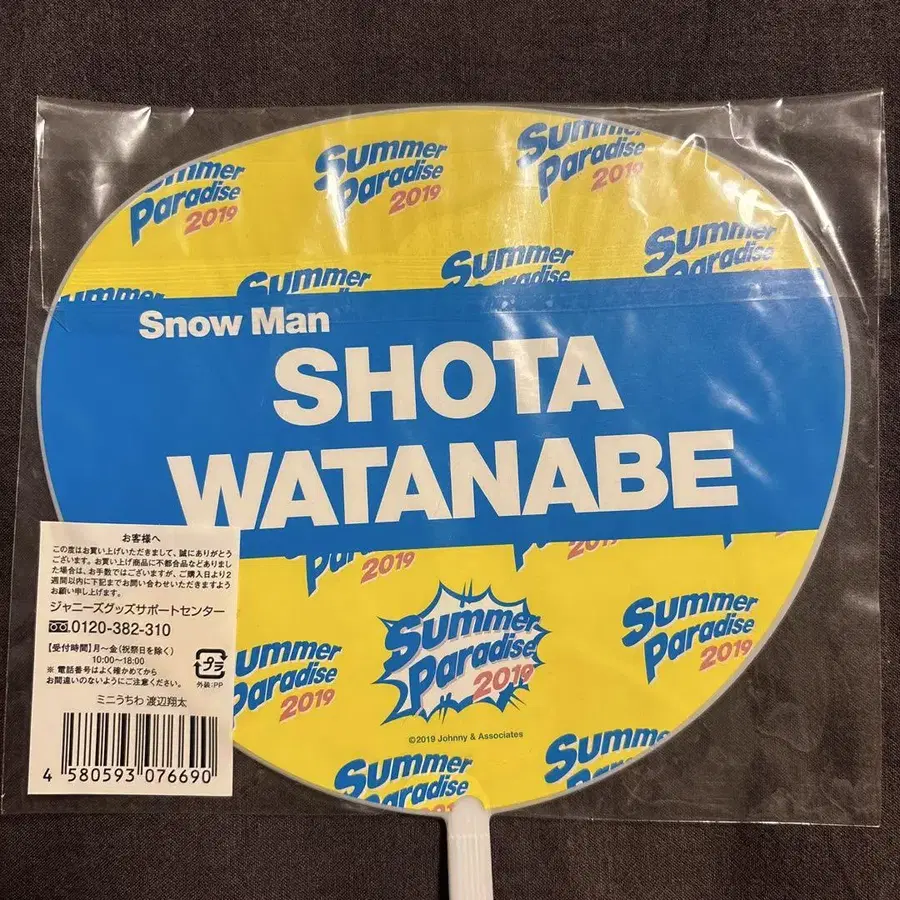 Summer
Paradise
2019
Summer
Paradise
2019
Summer
Paradise
2019
Summer
Summer
Summer
Summer
Paradise
Snow Man
SHOTA
WATANABE
2019
2019
Summer
Paradise
2019
Summer
Paradise
2019
Summer
Paradise
2019
©2019 Johnny & Associates
Summer
Paradise
Summer
お客様へ
この度はお買い上げいただきまして、誠にありがとう
ございます。お買い上げ商品に不都合などありまし
た場合は、お手数ではございますが、ご購入日より2
週間以内に下記までお問い合わせいただきますよう
お願い申し上げます。
ジャニーズグッズサポートセンター
0120-382-310
【受付時間】月～金(祝祭日を除く)
10:00～18:00
※ 電話番号はよく確かめてから
お間違いのないようにご注意ください。
プラ
外装:PP
ミニうちわ 渡辺翔太
4 580593 076690